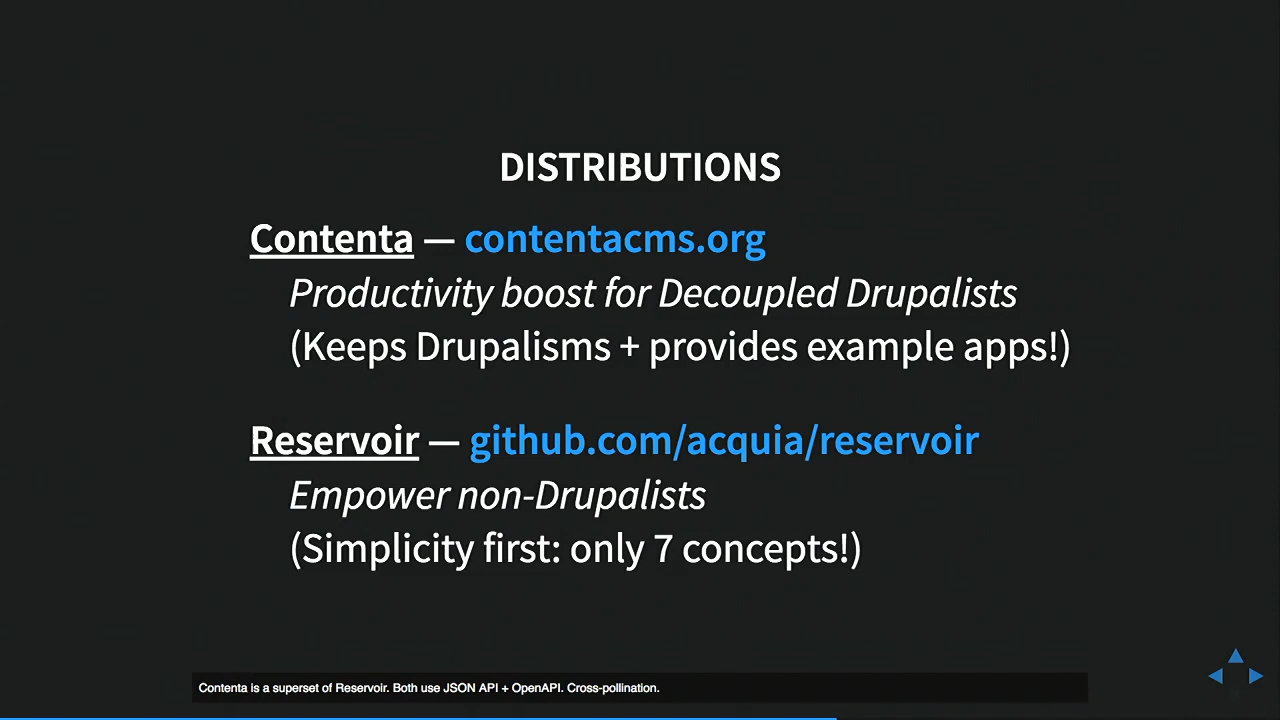 DISTRIBUTIONS
Contenta — contentacms.org
Productivity boost for Decoupled Drupalists
(Keeps Drupalisms + provides example apps!)
Reservoir — github.com/acquia/reservoir
Empower non-Drupalists
(Simplicity first: only 7 concepts!)
Contenta is a superset of Reservoir. Both use JSON API + OpenAPI. Cross-pollination.